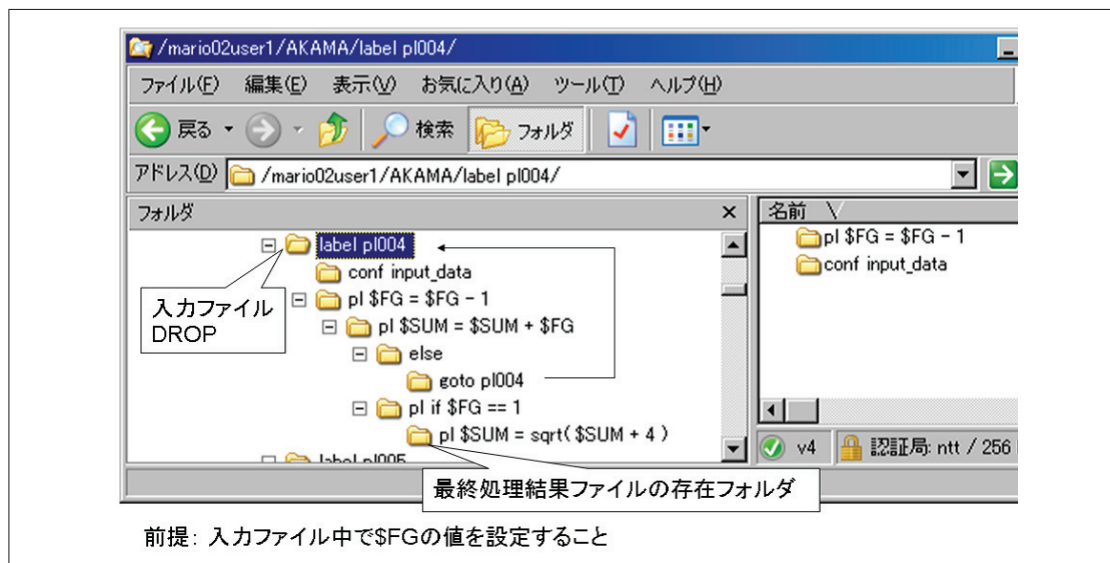 /mario02user1/AKAMA/label pl004/
ファイル(F) 編集(E) 表示(V) お気に入り(A) ツール(T) ヘルプ(H)
戻る 検索 フォルダ
アドレス(D) /mario02user1/AKAMA/label pl004/
フォルダ
名前
label pl004
conf input_data
pl $FG = $FG - 1
pl $SUM = $SUM + $FG
else
goto pl004
pl if $FG == 1
pl $SUM = sqrt( $SUM + 4 )
label pl005
pl $FG = $FG - 1
conf input_data
入力ファイル
DROP
v4 認証局: ntt / 256
最終処理結果ファイルの存在フォルダ
前提: 入力ファイル中で$FGの値を設定すること